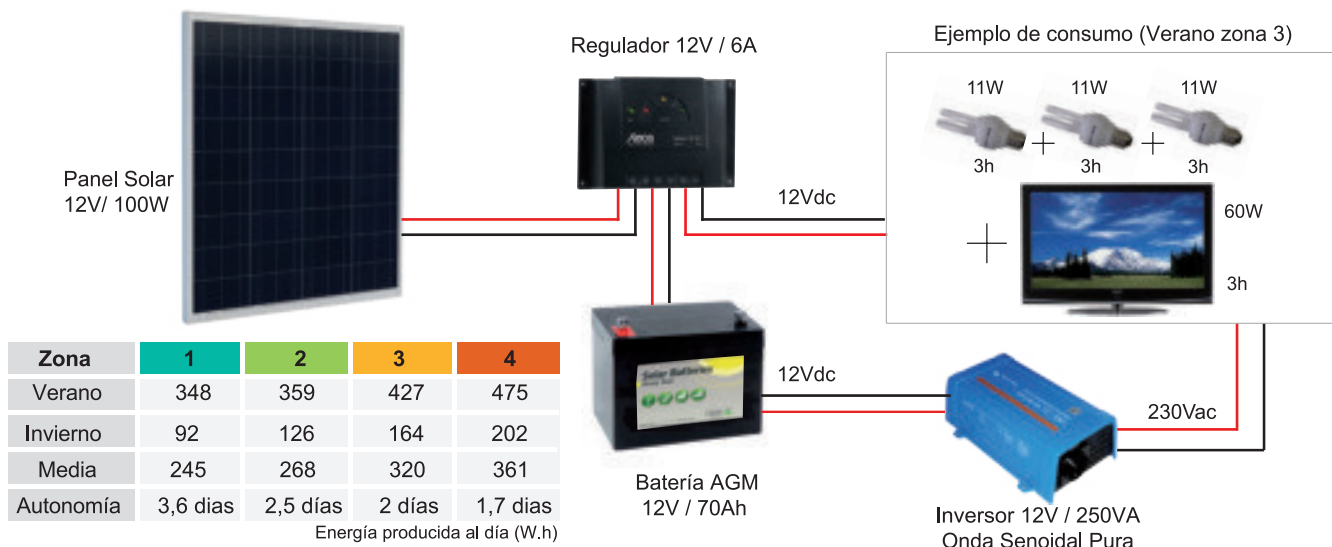 Regulador 12V / 6A
Ejemplo de consumo (Verano zona 3)
11W
11W
11W
3h
3h
3h
Panel Solar
12V/ 100W
12Vdc
60W
3h
Zona 1 2 3 4
Verano 348 359 427 475
Invierno 92 126 164 202
Media 245 268 320 361
Autonomía 3,6 dias 2,5 días 2 días 1,7 dias
Energía producida al día (W.h)
Solar Batteries
12Vdc
230Vac
Batería AGM
12V / 70Ah
Inversor 12V / 250VA
Onda Senoidal Pura